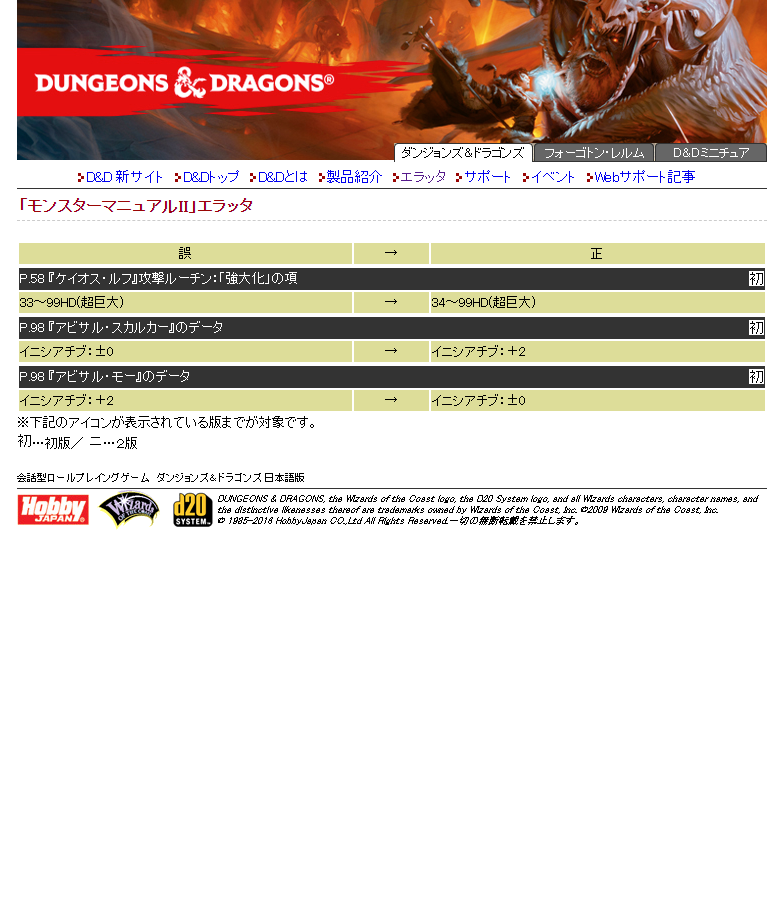 DUNGEONS & DRAGONS®
ダンジョンズ&ドラゴンズ フォーゴトン・レルム D&Dミニチュア
D&D 新サイト D&Dトップ D&Dとは 製品紹介 エラッタ サポート イベント Webサポート記事
「モンスターマニュアルII」エラッタ
誤 → 正
P.58 『ケイオス・ルフ』攻撃ルーチン：「強大化」の項 初
33～99HD(超巨大) → 34～99HD(超巨大)
P.98 『アビサル・スカルカー』のデータ 初
イニシアチブ：±0 → イニシアチブ：＋2
P.98 『アビサル・モー』のデータ 初
イニシアチブ：＋2 → イニシアチブ：±0
※下記のアイコンが表示されている版までが対象です。
初…初版／ 二…2版
会話型ロールプレイングゲーム ダンジョンズ&ドラゴンズ 日本語版
Hobby JAPAN WIZARDS OF THE COAST d20 SYSTEM
DUNGEONS & DRAGONS, the Wizards of the Coast logo, the D20 System logo, and all Wizards characters, character names, and
the distinctive likenesses thereof are trademarks owned by Wizards of the Coast, Inc. ©2009 Wizards of the Coast, Inc.
© 1985-2016 HobbyJapan CO.,Ltd All Rights Reserved.一切の無断転載を禁止します。